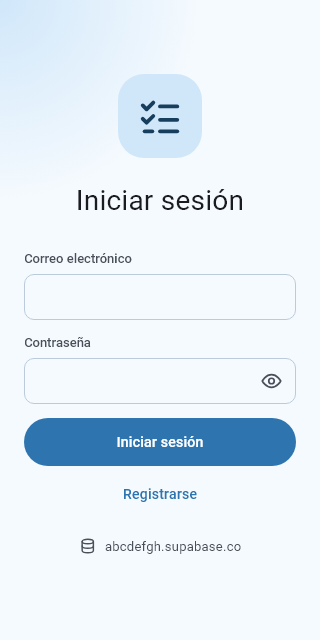 Iniciar sesión
Correo electrónico
Contraseña
Iniciar sesión
Registrarse
abcdefgh.supabase.co